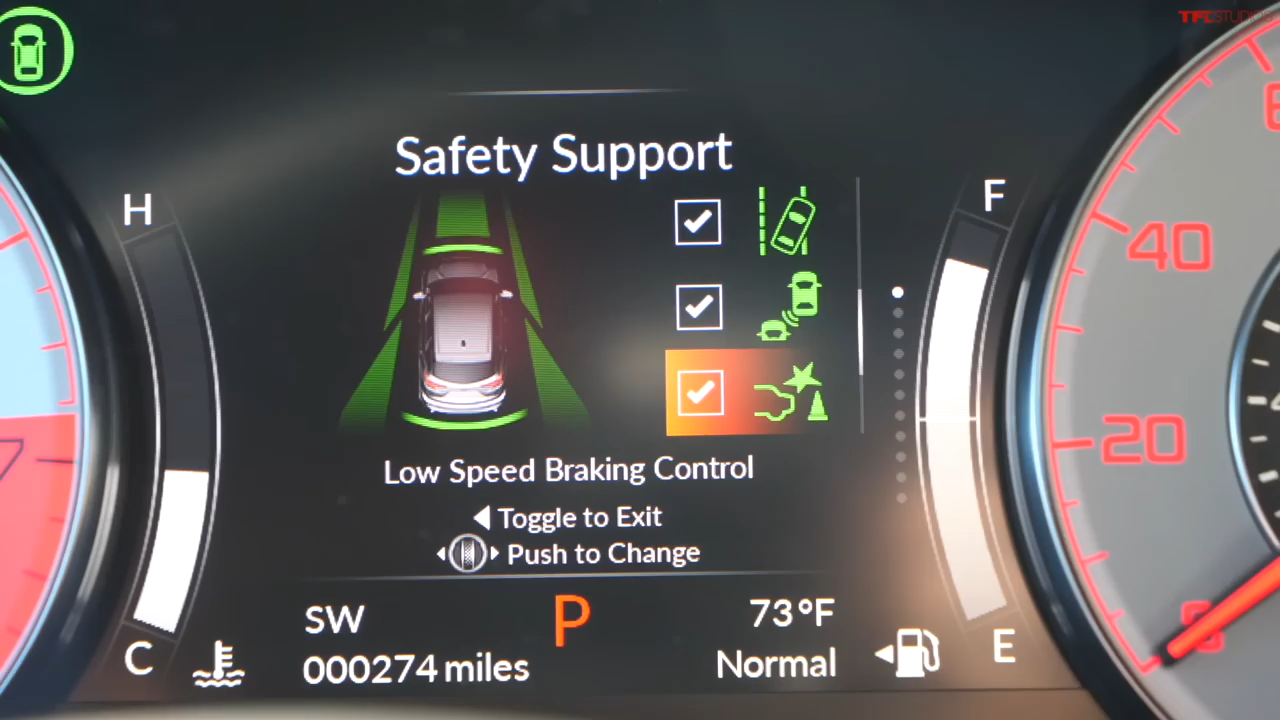 TFLSTUDIOS
Safety Support
H
F
40
20
Low Speed Braking Control
Toggle to Exit
Push to Change
SW
P
73°F
000274 miles
Normal
C
E